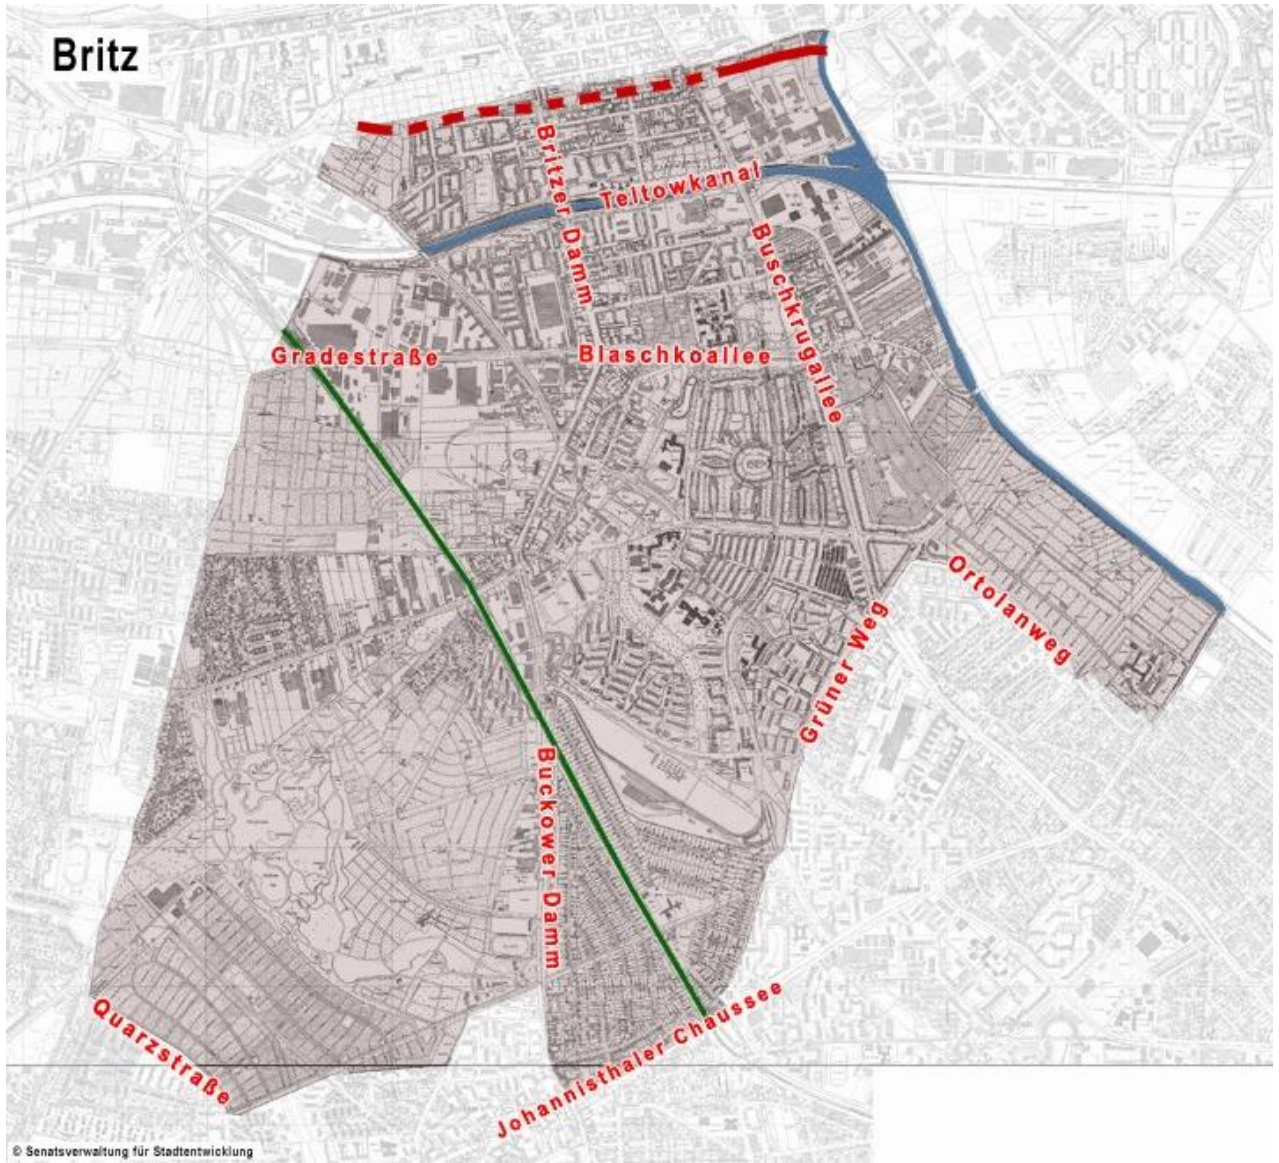 Britz
Britzer Damm
Teltowkanal
Buschkrugallee
Gradestraße
Blaschkoallee
Ortolanweg
Grüner Weg
Buckower Damm
Quarzstraße
Johannisthaler Chaussee
© Senatsverwaltung für Stadtentwicklung